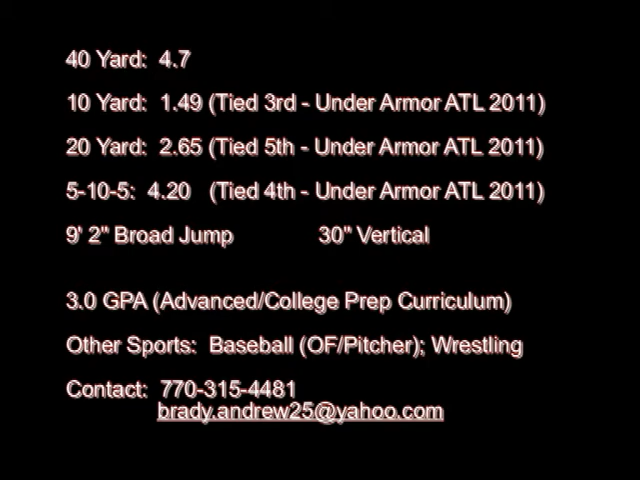 40 Yard: 4.7
10 Yard: 1.49 (Tied 3rd - Under Armor ATL 2011)
20 Yard: 2.65 (Tied 5th - Under Armor ATL 2011)
5-10-5: 4.20 (Tied 4th - Under Armor ATL 2011)
9' 2" Broad Jump 30" Vertical
3.0 GPA (Advanced/College Prep Curriculum)
Other Sports: Baseball (OF/Pitcher); Wrestling
Contact: 770-315-4481
brady.andrew25@yahoo.com